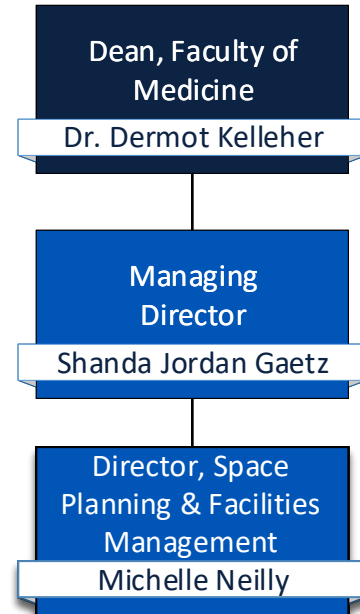 Dean, Faculty of
Medicine
Dr. Dermot Kelleher
Managing
Director
Shanda Jordan Gaetz
Director, Space
Planning & Facilities
Management
Michelle Neilly